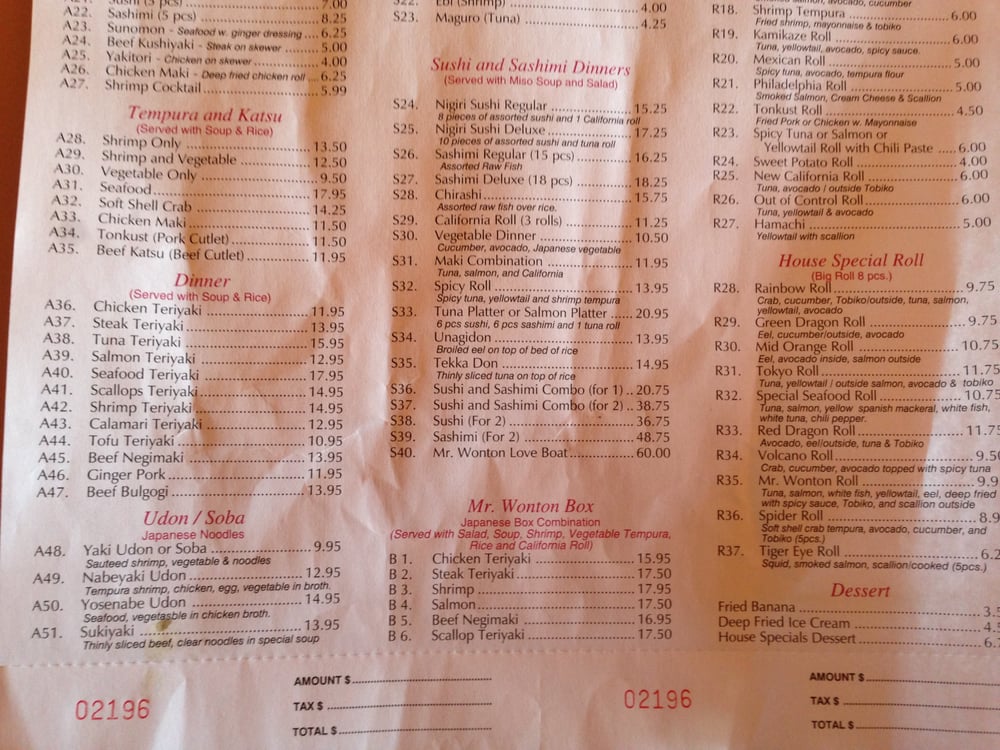 A21. Sushi (3 pcs) 7.00
A22. Sashimi (5 pcs) 8.25
A23. Sunomon - Seafood w. ginger dressing 6.25
A24. Beef Kushiyaki - Steak on skewer 5.00
A25. Yakitori - Chicken on skewer 4.00
A26. Chicken Maki - Deep fried chicken roll 6.25
A27. Shrimp Cocktail 5.99
Tempura and Katsu
(Served with Soup & Rice)
A28. Shrimp Only 13.50
A29. Shrimp and Vegetable 12.50
A30. Vegetable Only 9.50
A31. Seafood 17.95
A32. Soft Shell Crab 14.25
A33. Chicken Maki 11.50
A34. Tonkust (Pork Cutlet) 11.50
A35. Beef Katsu (Beef Cutlet) 11.95
Dinner
(Served with Soup & Rice)
A36. Chicken Teriyaki 11.95
A37. Steak Teriyaki 13.95
A38. Tuna Teriyaki 15.95
A39. Salmon Teriyaki 12.95
A40. Seafood Teriyaki 17.95
A41. Scallops Teriyaki 14.95
A42. Shrimp Teriyaki 14.95
A43. Calamari Teriyaki 12.95
A44. Tofu Teriyaki 10.95
A45. Beef Negimaki 13.95
A46. Ginger Pork 11.95
A47. Beef Bulgogi 13.95
Udon / Soba
Japanese Noodles
A48. Yaki Udon or Soba 9.95
Sauteed shrimp, vegetable & noodles
A49. Nabeyaki Udon 12.95
Tempura shrimp, chicken, egg, vegetable in broth.
A50. Yosenabe Udon 14.95
Seafood, vegetasble in chicken broth.
A51. Sukiyaki 13.95
Thinly sliced beef, clear noodles in special soup
S22. Ebi (Shrimp) 4.00
S23. Maguro (Tuna) 4.25
Sushi and Sashimi Dinners
(Served with Miso Soup and Salad)
S24. Nigiri Sushi Regular 15.25
8 pieces of assorted sushi and 1 California roll
S25. Nigiri Sushi Deluxe 17.25
10 pieces of assorted sushi and tuna roll
S26. Sashimi Regular (15 pcs) 16.25
Assorted Raw Fish
S27. Sashimi Deluxe (18 pcs) 18.25
S28. Chirashi 15.75
Assorted raw fish over rice.
S29. California Roll (3 rolls) 11.25
S30. Vegetable Dinner 10.50
Cucumber, avocado, Japanese vegetable
S31. Maki Combination 11.95
Tuna, salmon, and California
S32. Spicy Roll 13.95
Spicy tuna, yellowtail and shrimp tempura
S33. Tuna Platter or Salmon Platter 20.95
6 pcs sushi, 6 pcs sashimi and 1 tuna roll
S34. Unagidon 13.95
Broiled eel on top of bed of rice
S35. Tekka Don 14.95
Thinly sliced tuna on top of rice
S36. Sushi and Sashimi Combo (for 1) 20.75
S37. Sushi and Sashimi Combo (for 2) 38.75
S38. Sushi (For 2) 36.75
S39. Sashimi (For 2) 48.75
S40. Mr. Wonton Love Boat 60.00
Mr. Wonton Box
Japanese Box Combination
(Served with Salad, Soup, Shrimp, Vegetable Tempura,
Rice and California Roll)
B 1. Chicken Teriyaki 15.95
B 2. Steak Teriyaki 17.50
B 3. Shrimp 17.95
B 4. Salmon 17.50
B 5. Beef Negimaki 16.95
B 6. Scallop Teriyaki 17.50
avocado, cucumber
R18. Shrimp Tempura 6.00
Fried shrimp, mayonnaise & tobiko
R19. Kamikaze Roll 6.00
Tuna, yellowtail, avocado, spicy sauce.
R20. Mexican Roll 5.00
Spicy tuna, avocado, tempura flour
R21. Philadelphia Roll 5.00
Smoked Salmon, Cream Cheese & Scallion
R22. Tonkust Roll 4.50
Fried Pork or Chicken w. Mayonnaise
R23. Spicy Tuna or Salmon or
Yellowtail Roll with Chili Paste 6.00
R24. Sweet Potato Roll 4.00
R25. New California Roll 6.00
Tuna, avocado / outside Tobiko
R26. Out of Control Roll 6.00
Tuna, yellowtail & avocado
R27. Hamachi 5.00
Yellowtail with scallion
House Special Roll
(Big Roll 8 pcs.)
R28. Rainbow Roll 9.75
Crab, cucumber, Tobiko/outside, tuna, salmon,
yellowtail, avocado
R29. Green Dragon Roll 9.75
Eel, cucumber/outside, avocado
R30. Mid Orange Roll 10.75
Eel, avocado inside, salmon outside
R31. Tokyo Roll 11.75
Tuna, yellowtail / outside salmon, avocado & tobiko
R32. Special Seafood Roll 10.75
Tuna, salmon, yellow spanish mackeral, white fish,
white tuna, chili pepper.
R33. Red Dragon Roll 11.75
Avocado, eel/outside, tuna & Tobiko
R34. Volcano Roll 9.50
Crab, cucumber, avocado topped with spicy tuna
R35. Mr. Wonton Roll 9.9
Tuna, salmon, white fish, yellowtail, eel, deep fried
with spicy sauce, Tobiko, and scallion outside
R36. Spider Roll 8.9
Soft shell crab tempura, avocado, cucumber, and
Tobiko (5pcs.)
R37. Tiger Eye Roll 6.2
Squid, smoked salmon, scallion/cooked (5pcs.)
Dessert
Fried Banana 3.
Deep Fried Ice Cream 4.
House Specials Dessert 6.
02196
AMOUNT $
TAX $
TOTAL $
02196
AMOUNT $
TAX $
TOTAL $